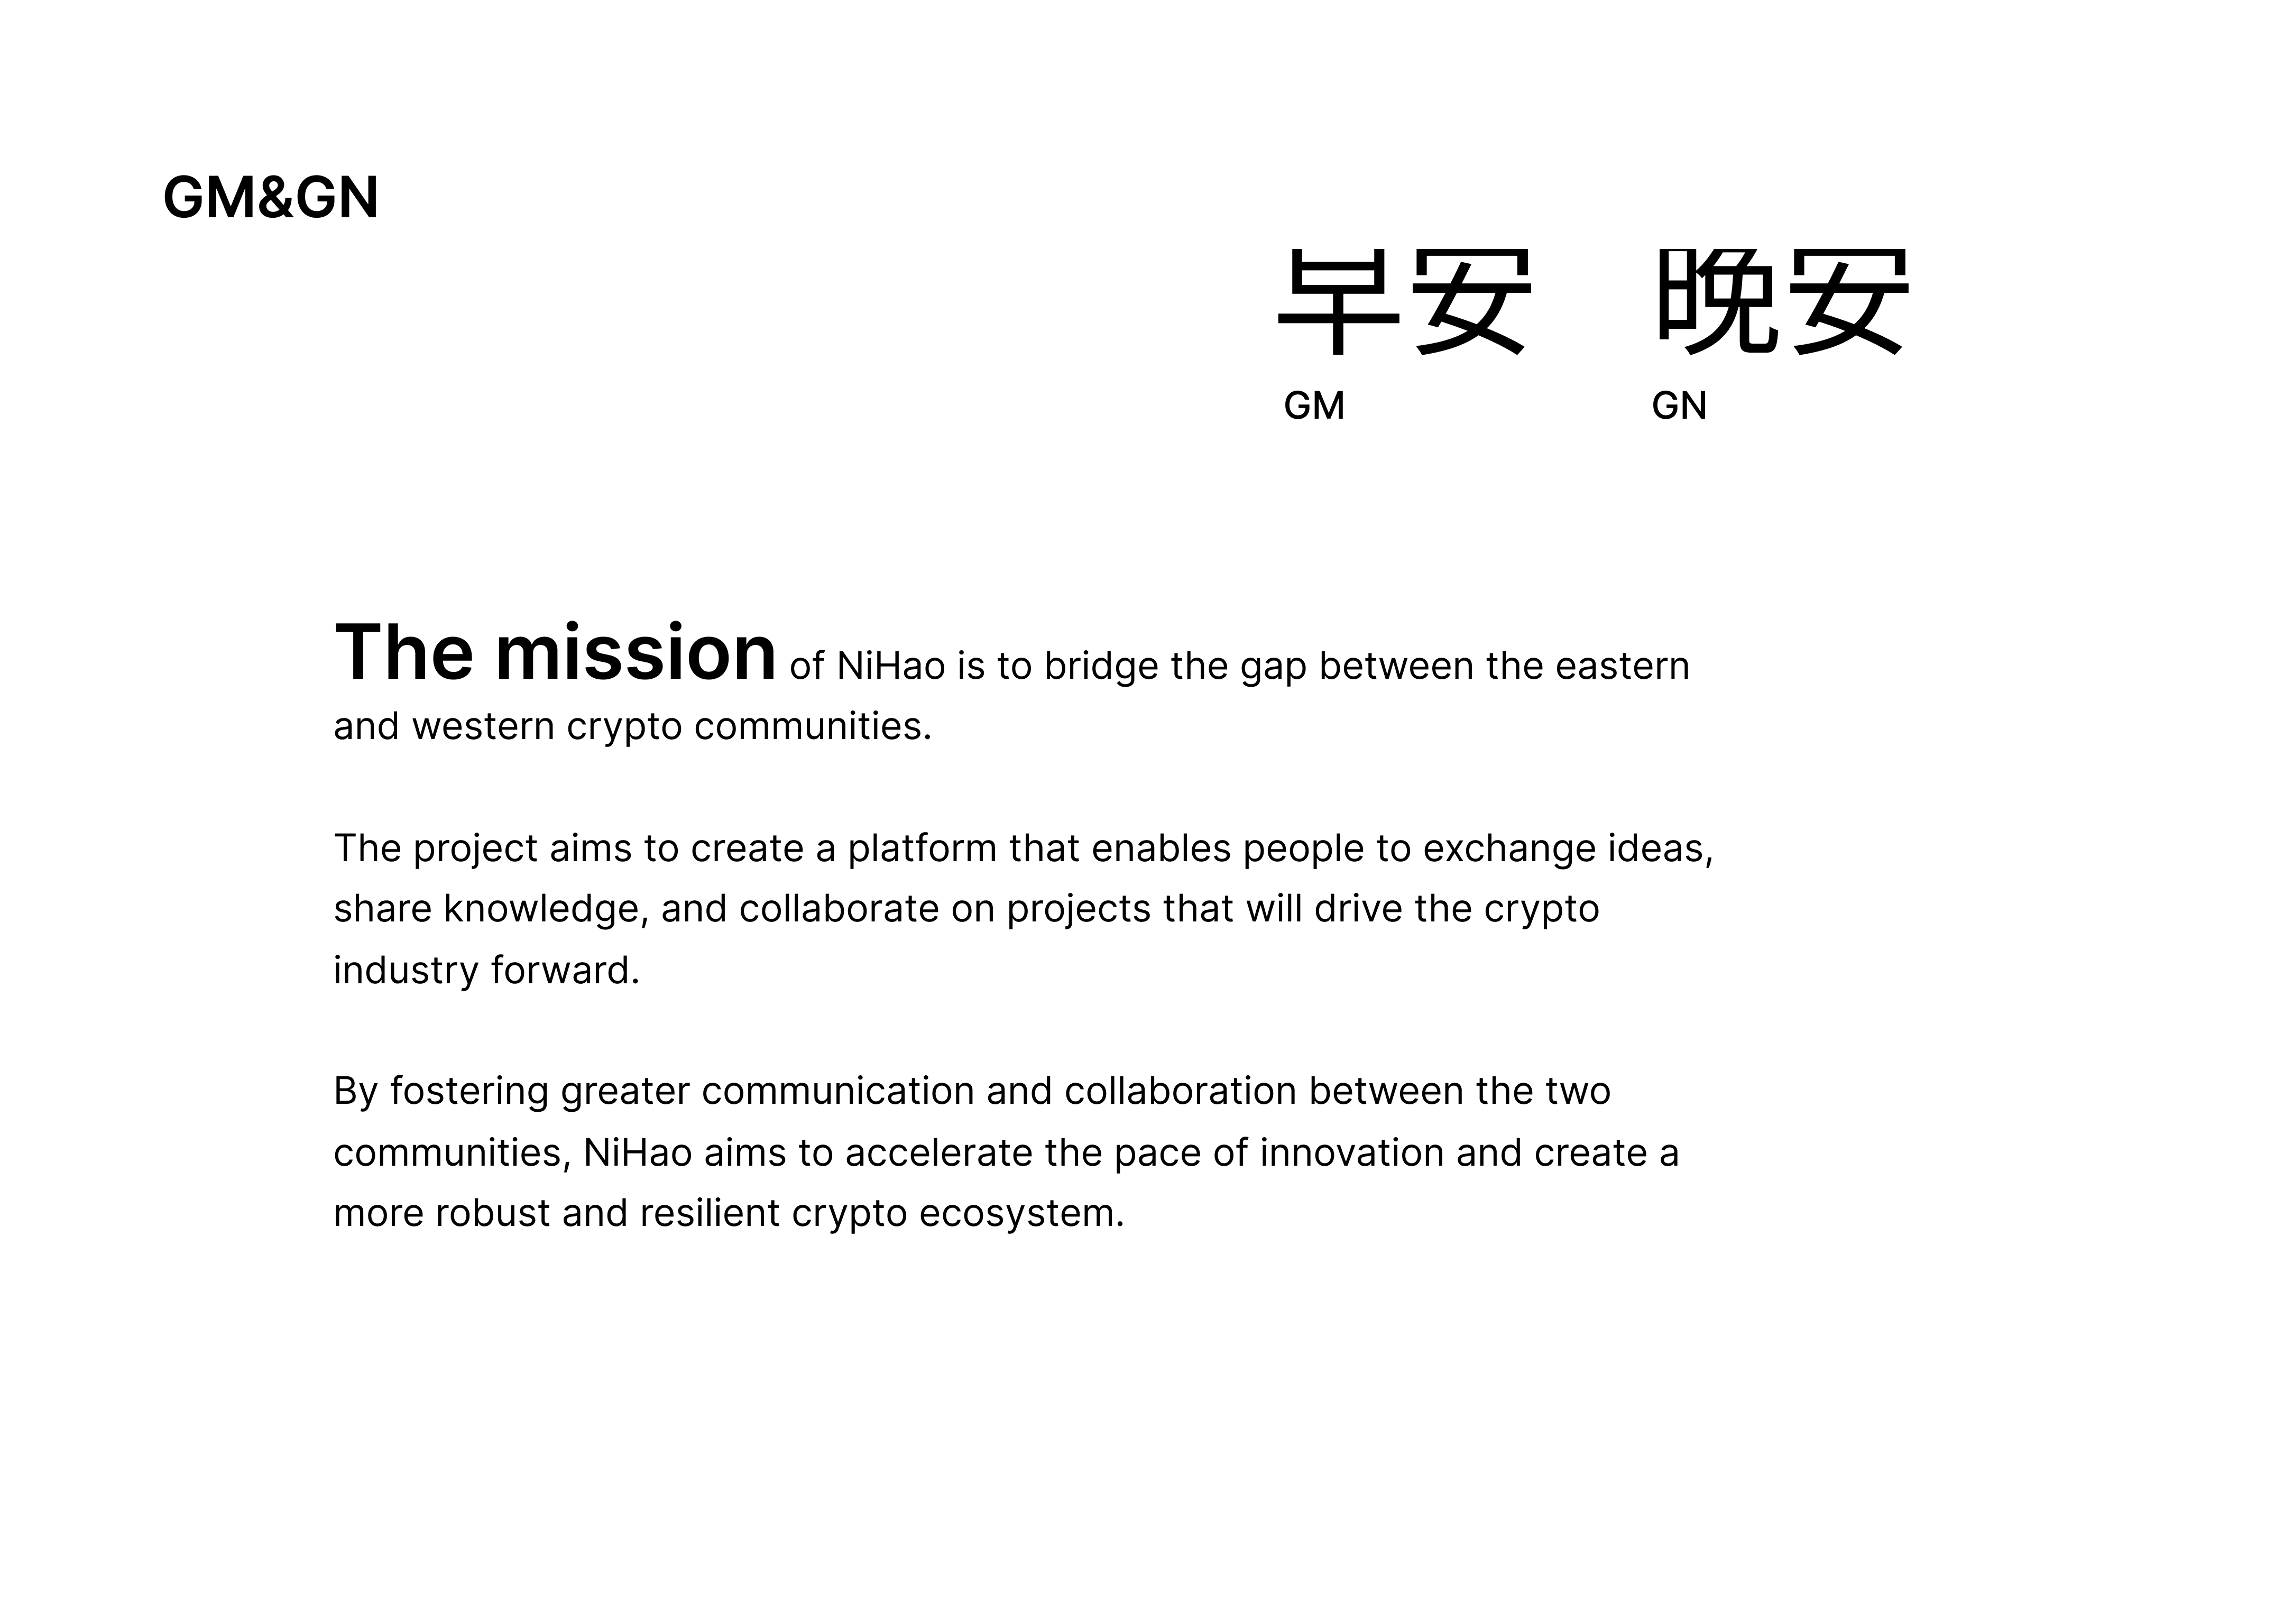 GM&GN
早安 晚安
GM GN
The mission of NiHao is to bridge the gap between the eastern
and western crypto communities.
The project aims to create a platform that enables people to exchange ideas,
share knowledge, and collaborate on projects that will drive the crypto
industry forward.
By fostering greater communication and collaboration between the two
communities, NiHao aims to accelerate the pace of innovation and create a
more robust and resilient crypto ecosystem.